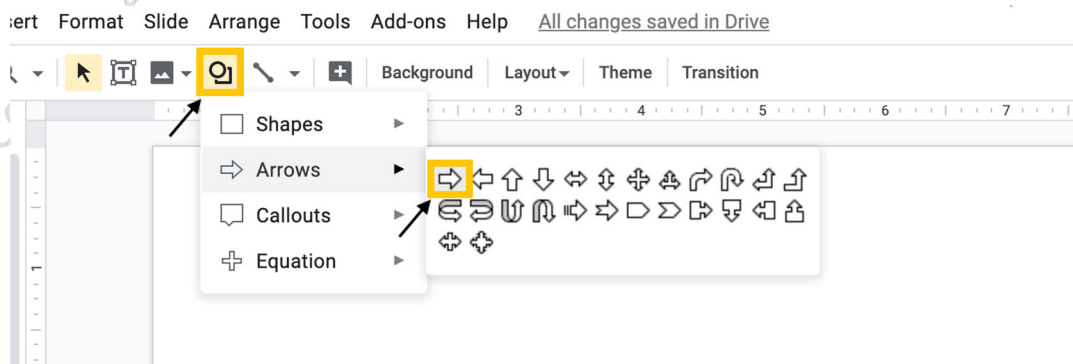 sert Format Slide Arrange Tools Add-ons Help All changes saved in Drive
Background Layout Theme Transition
3 4 5 6 7
Shapes
Arrows
Callouts
Equation
1